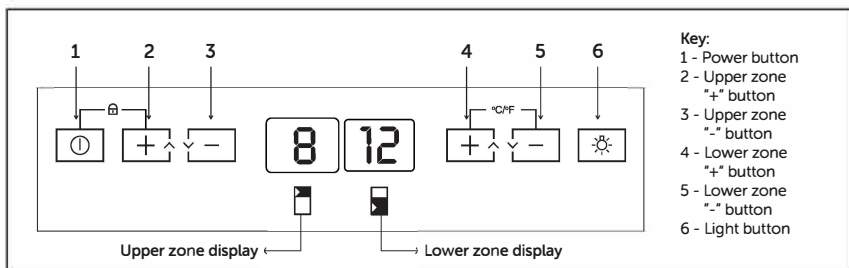 1 2 3 4 5 6
°C/°F
8 12
Upper zone display Lower zone display
Key:
1 - Power button
2 - Upper zone
"+" button
3 - Upper zone
"-" button
4 - Lower zone
"+" button
5 - Lower zone
"-" button
6 - Light button